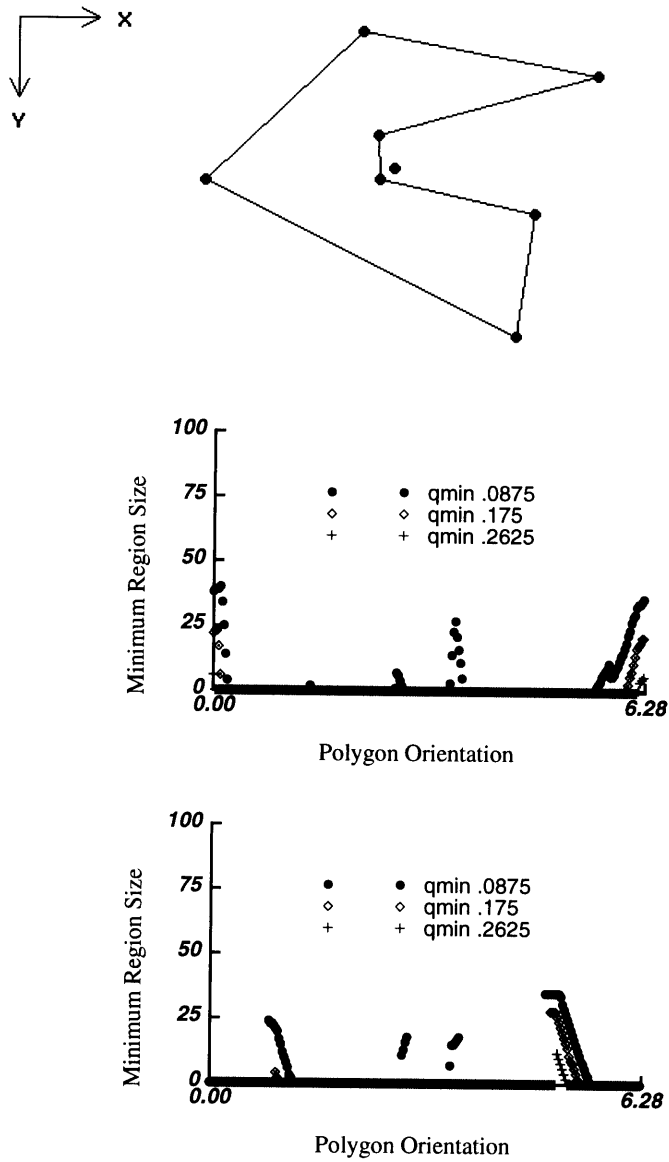 X
Y
100
75
50
25
0
Minimum Region Size
qmin .0875
qmin .175
qmin .2625
0.00
6.28
Polygon Orientation
100
75
50
25
0
Minimum Region Size
qmin .0875
qmin .175
qmin .2625
0.00
6.28
Polygon Orientation